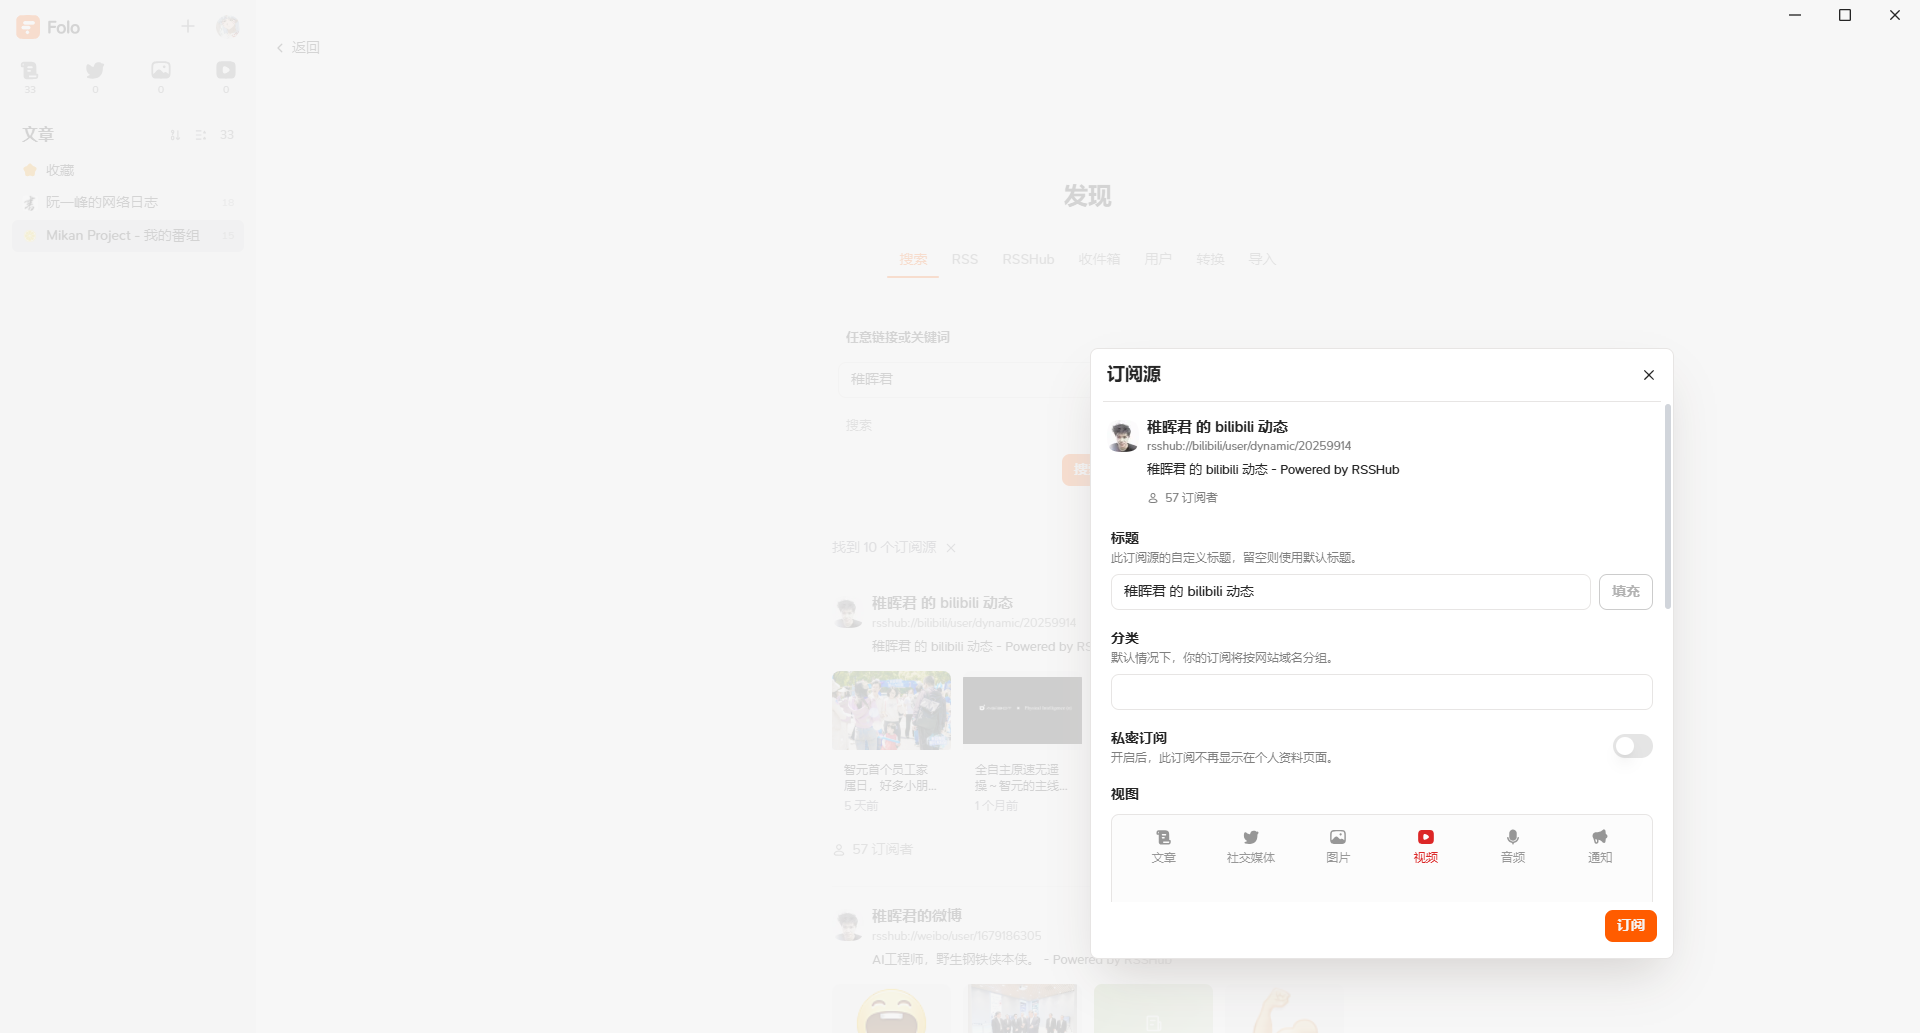 Folo
33
0
0
0
文章
33
收藏
阮一峰的网络日志
19
Mikan Project - 我的番组
15
返回
发现
搜索
RSS
RSSHub
收件箱
用户
转换
导入
任意链接或关键词
稚晖君
搜索
找到 10 个订阅源
稚晖君 的 bilibili 动态
rsshub://bilibili/user/dynamic/20259914
稚晖君 的 bilibili 动态 - Powered by RS
智元首个员工家
属日，好多小朋...
5 天前
全自主原速无遥
操～智元的主线...
1 个月前
57 订阅者
稚晖君的微博
rsshub://weibo/user/1679186305
AI工程师，野生钢铁侠本侠。 - Powered by RSSHub
订阅源
稚晖君 的 bilibili 动态
rsshub://bilibili/user/dynamic/20259914
稚晖君 的 bilibili 动态 - Powered by RSSHub
57 订阅者
标题
此订阅源的自定义标题，留空则使用默认标题。
稚晖君 的 bilibili 动态
填充
分类
默认情况下，你的订阅将按网站域名分组。
私密订阅
开启后，此订阅不再显示在个人资料页面。
视图
文章
社交媒体
图片
视频
音频
通知
订阅